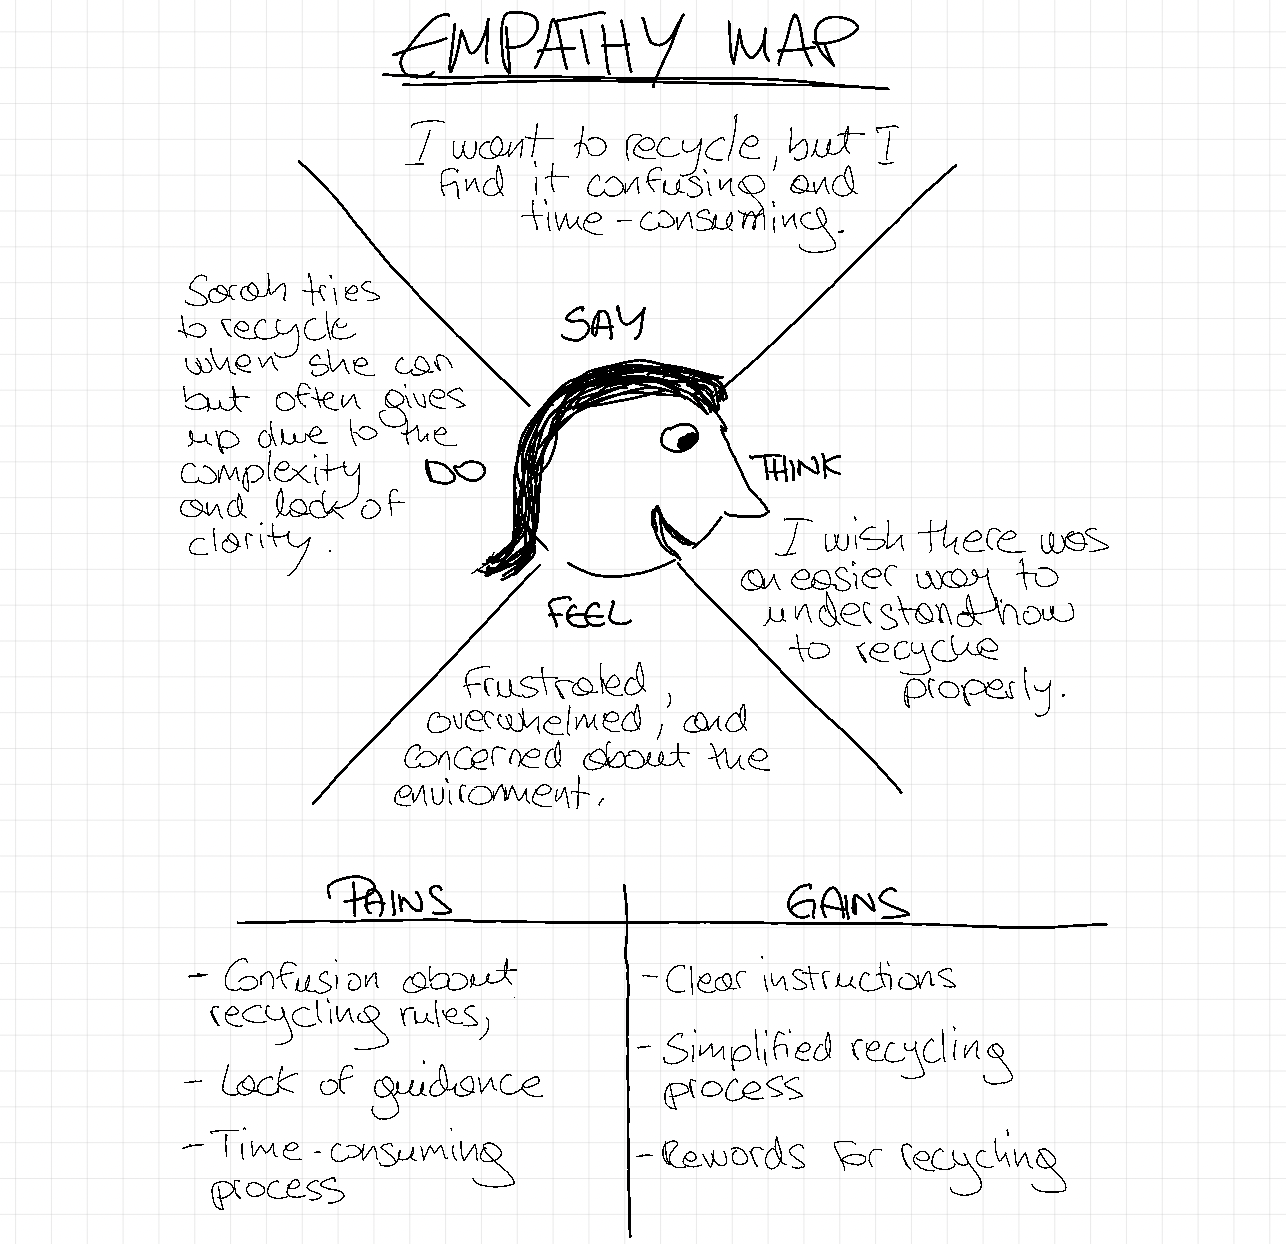 EMPATHY MAP
I want to recycle, but I
find it confusing and
time-consuming.
SAY
Sarah tries
to recycle
when she can
but often gives
up due to the
complexity
and lack of
clarity.
DO
THINK
I wish there was
an easier way to
understand how
to recycle
properly.
FEEL
frustrated,
overwhelmed, and
concerned about the
enviroment.
PAINS
- Confusion about
recycling rules,
- Lack of guidance
- Time-consuming
process
GAINS
- Clear instructions
- Simplified recycling
process
- Rewards for recycling